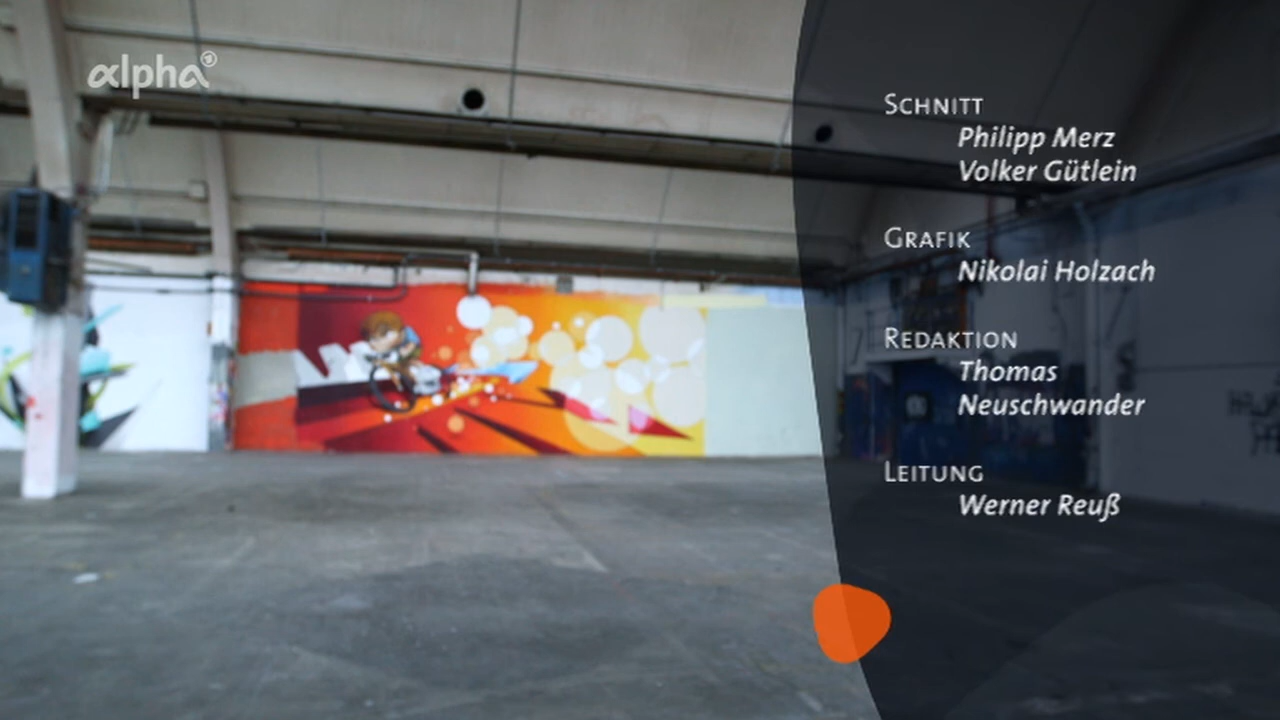 alpha
Schnitt
Philipp Merz
Volker Gütlein
Grafik
Nikolai Holzach
Redaktion
Thomas
Neuschwander
Leitung
Werner Reuß